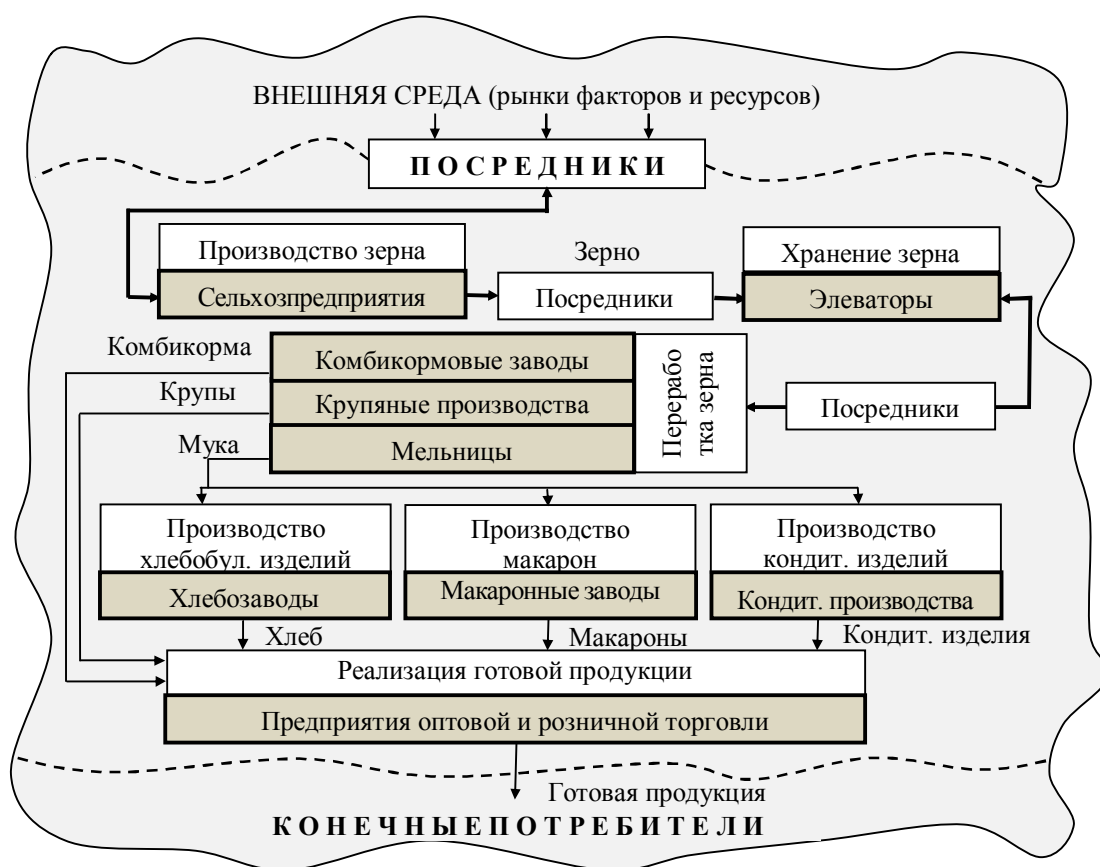 ВНЕШНЯЯ СРЕДА (рынки факторов и ресурсов)
П О С Р Е Д Н И К И
Производство зерна
Сельхозпредприятия
Зерно
Посредники
Хранение зерна
Элеваторы
Комбикорма
Крупы
Мука
Комбикормовые заводы
Крупяные производства
Мельницы
Перерабо
тка зерна
Посредники
Производство
хлебобул. изделий
Хлебозаводы
Производство
макарон
Макаронные заводы
Производство
кондит. изделий
Кондит. производства
Хлеб
Макароны
Кондит. изделия
Реализация готовой продукции
Предприятия оптовой и розничной торговли
Готовая продукция
К О Н Е Ч Н Ы Е П О Т Р Е Б И Т Е Л И